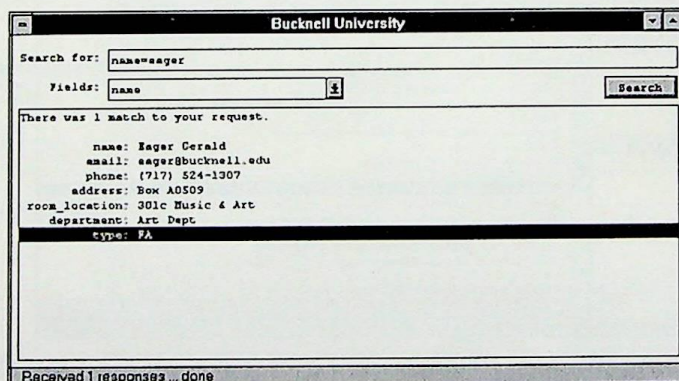 Bucknell University
Search for: name=eager
Fields: name
Search
There was 1 match to your request.
name: Eager Gerald
email: eager@bucknell.edu
phone: (717) 524-1307
address: Box A0509
room_location: 301c Music & Art
department: Art Dept
type: FA
Received 1 responses ... done